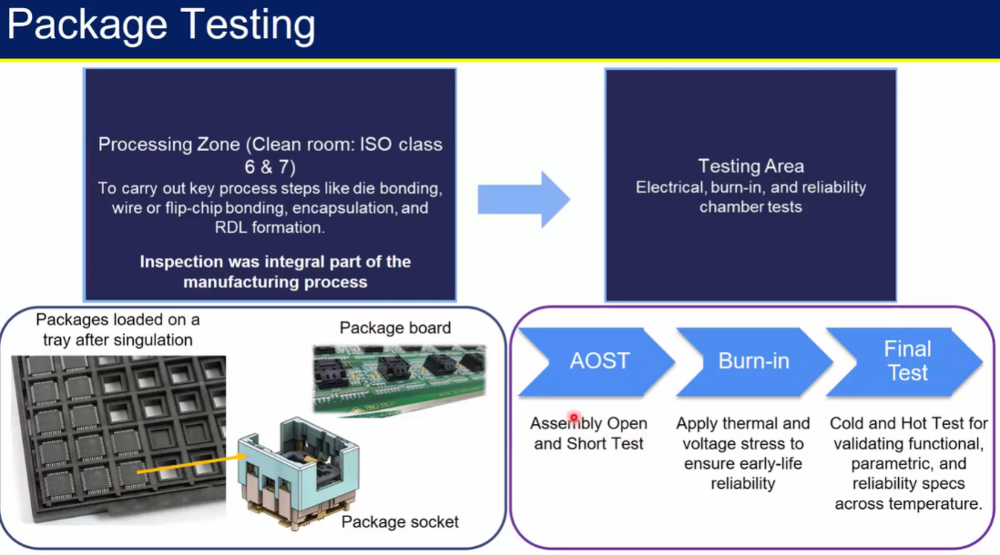 Package Testing
Processing Zone (Clean room: ISO class
6 & 7)
To carry out key process steps like die bonding,
wire or flip-chip bonding, encapsulation, and
RDL formation.
Inspection was integral part of the
manufacturing process
Testing Area
Electrical, burn-in, and reliability
chamber tests
Packages loaded on a
tray after singulation
Package board
Package socket
AOST
Burn-in
Final
Test
Assembly Open
and Short Test
Apply thermal and
voltage stress to
ensure early-life
reliability
Cold and Hot Test for
validating functional,
parametric, and
reliability specs
across temperature.